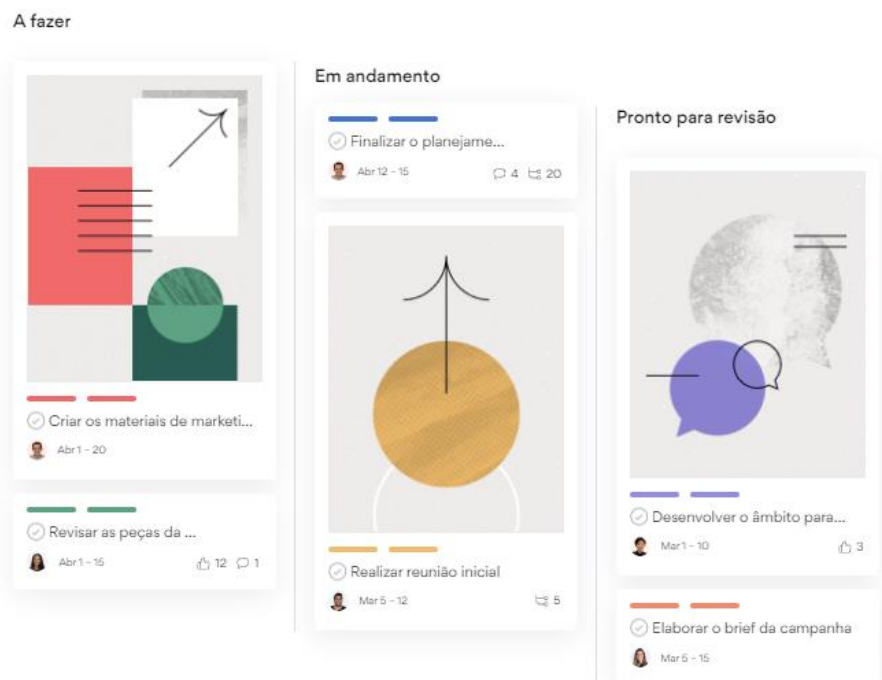 A fazer
Criar os materiais de marketi...
Abr 1 - 20
Revisar as peças da ...
Abr 1 - 15
12 1
Em andamento
Finalizar o planejame...
Abr 12 - 15
4 20
Realizar reunião inicial
Mar 5 - 12
5
Pronto para revisão
Desenvolver o âmbito para...
Mar 1 - 10
3
Elaborar o brief da campanha
Mar 5 - 15